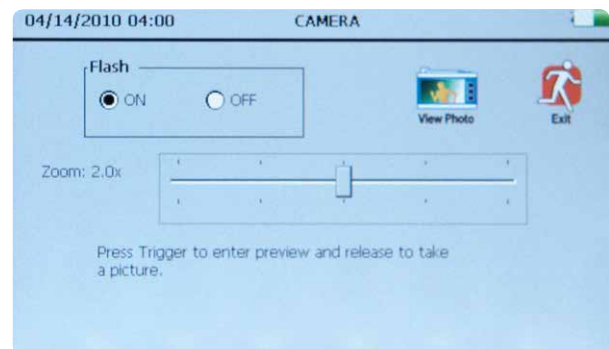 04/14/2010 04:00 CAMERA
Flash
ON OFF
View Photo Exit
Zoom: 2.0x
Press Trigger to enter preview and release to take
a picture.